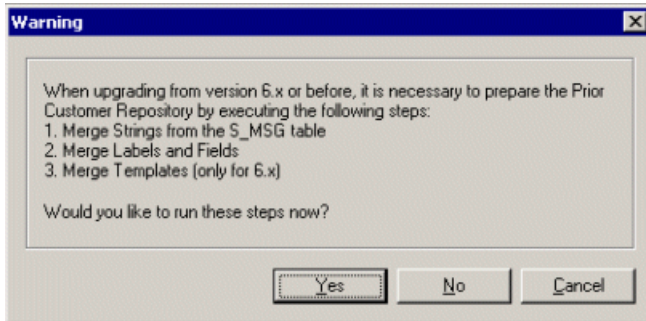 Warning
When upgrading from version 6.x or before, it is necessary to prepare the Prior
Customer Repository by executing the following steps:
1. Merge Strings from the S_MSG table
2. Merge Labels and Fields
3. Merge Templates (only for 6.x)
Would you like to run these steps now?
Yes No Cancel